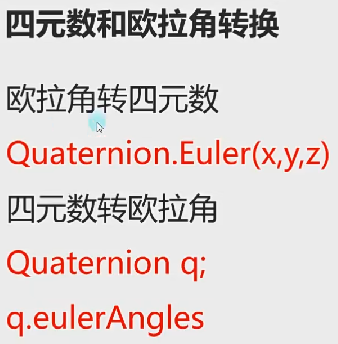 四元数和欧拉角转换
欧拉角转四元数
Quaternion.Euler(x,y,z)
四元数转欧拉角
Quaternion q;
q.eulerAngles